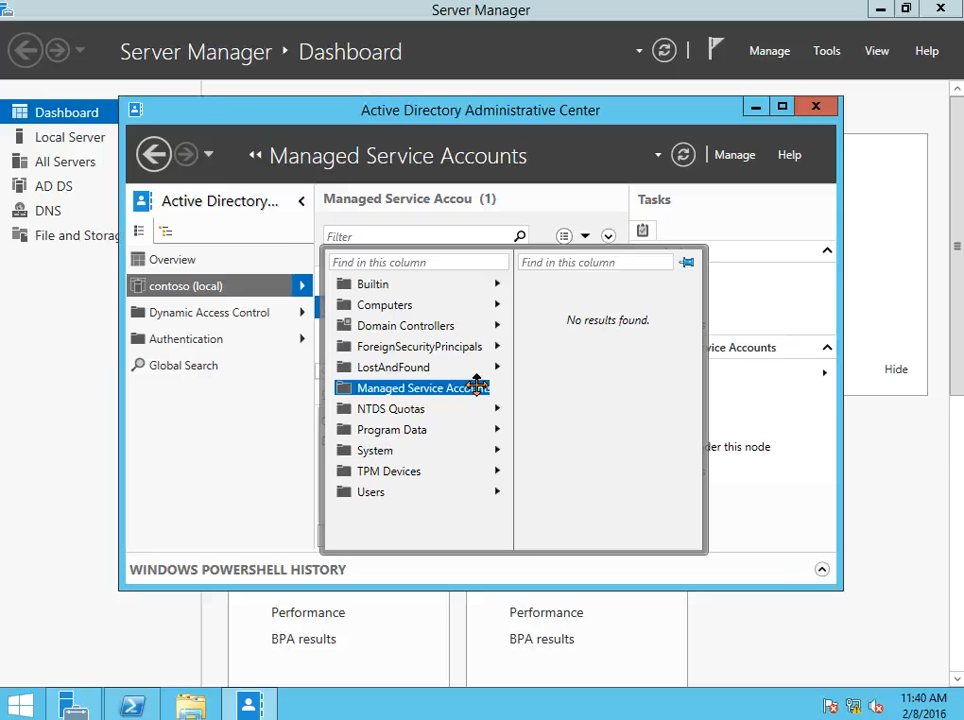 Server Manager
Server Manager
Dashboard
Manage
Tools
View
Help
Dashboard
Local Server
All Servers
AD DS
DNS
File and Storag
Active Directory Administrative Center
Managed Service Accounts
Manage
Help
Active Directory...
Overview
contoso (local)
Dynamic Access Control
Authentication
Global Search
Managed Service Accou (1)
Filter
Tasks
Find in this column
Find in this column
Builtin
Computers
Domain Controllers
ForeignSecurityPrincipals
LostAndFound
Managed Service Accounts
NTDS Quotas
Program Data
System
TPM Devices
Users
No results found.
vice Accounts
der this node
Hide
WINDOWS POWERSHELL HISTORY
Performance
BPA results
Performance
BPA results
11:40 AM
2/8/2016